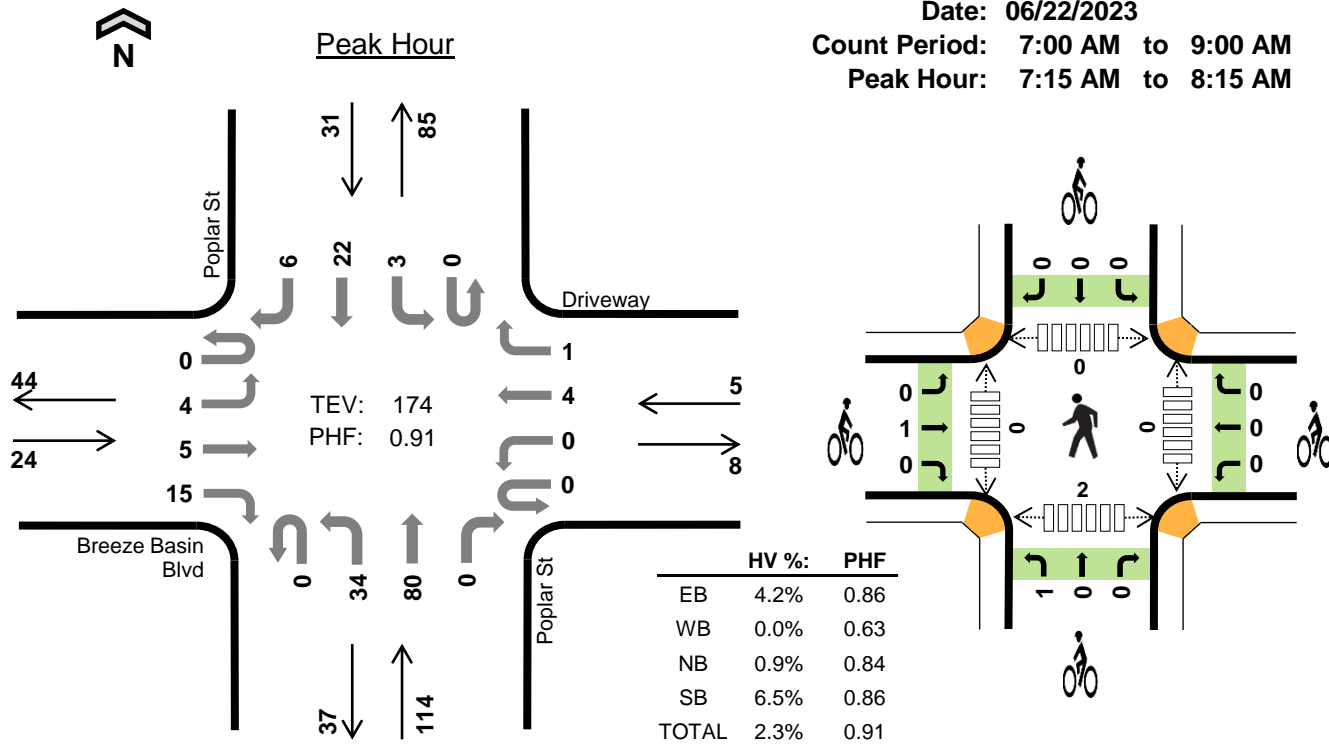 N
Peak Hour
Date: 06/22/2023
Count Period: 7:00 AM to 9:00 AM
Peak Hour: 7:15 AM to 8:15 AM
31
85
Poplar St
6
22
3
0
Driveway
0
4
5
15
44
24
TEV: 174
PHF: 0.91
1
4
0
0
5
8
Breeze Basin
Blvd
0
34
80
0
Poplar St
37
114
HV %: PHF
EB 4.2% 0.86
WB 0.0% 0.63
NB 0.9% 0.84
SB 6.5% 0.86
TOTAL 2.3% 0.91
0 0 0
0
0
1
0
0
0
0
0
0
2
1 0 0